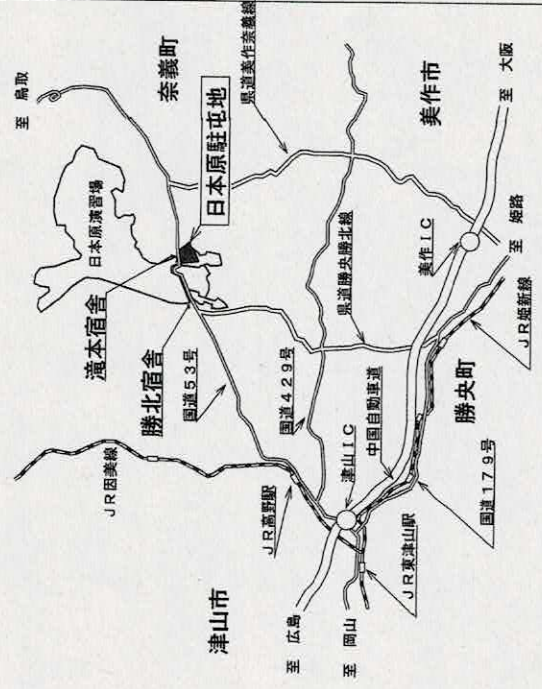 至 鳥取
奈義町
県道美作奈義線
日本原演習場
日本原駐屯地
滝本宿舎
勝北宿舎
国道53号
国道429号
県道勝央勝北線
美作市
美作IC
至 大阪
至 姫路
JR姫新線
勝央町
中国自動車道
津山IC
国道179号
JR因美線
JR高野駅
JR東津山駅
津山市
至 広島
至 岡山